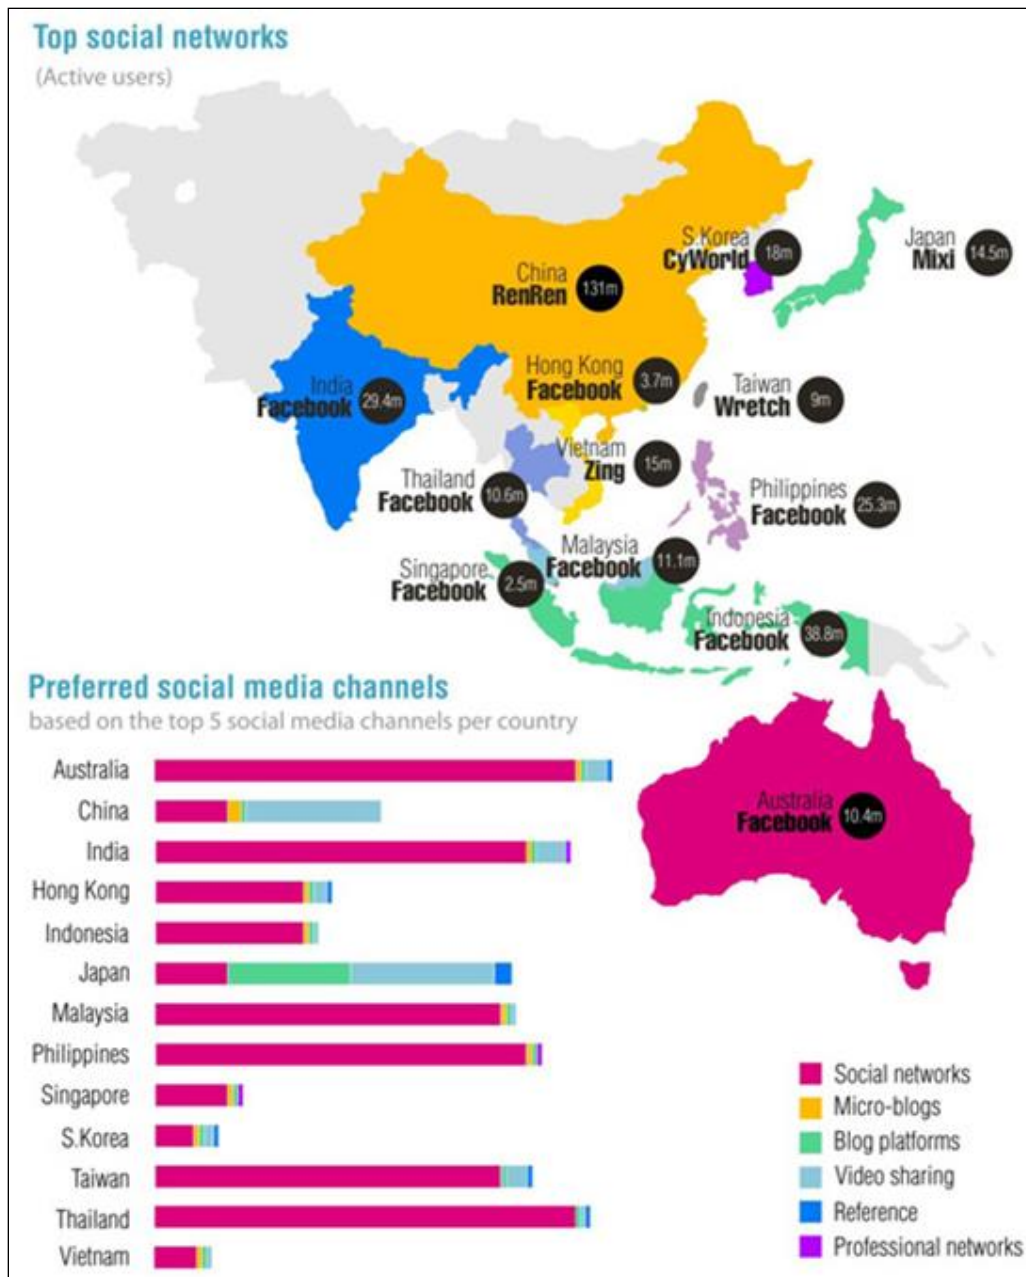 Top social networks
(Active users)
S.Korea
CyWorld
18m
Japan
Mixi
14.5m
China
RenRen
131m
Hong Kong
Facebook
3.7m
India
Facebook
29.4m
Taiwan
Wretch
9m
Vietnam
Zing
15m
Thailand
Facebook
10.6m
Philippines
Facebook
25.3m
Malaysia
Facebook
11.1m
Singapore
Facebook
2.5m
Indonesia
Facebook
38.8m
Preferred social media channels
based on the top 5 social media channels per country
Australia
Facebook
10.4m
Australia
China
India
Hong Kong
Indonesia
Japan
Malaysia
Philippines
Singapore
S.Korea
Taiwan
Thailand
Vietnam
Social networks
Micro-blogs
Blog platforms
Video sharing
Reference
Professional networks